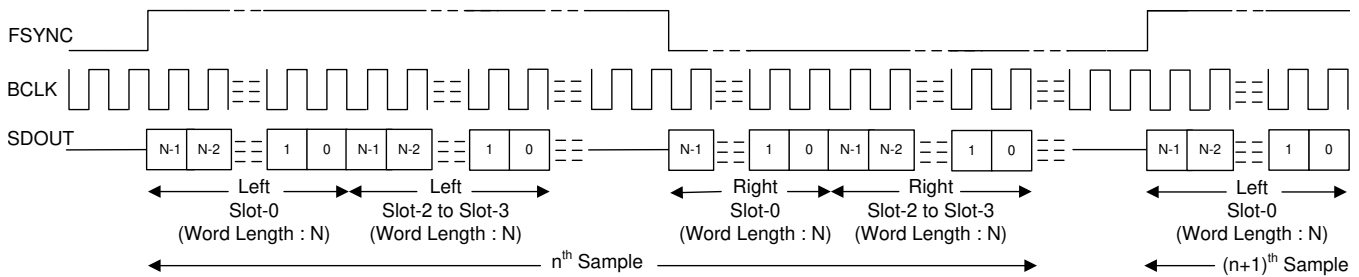 FSYNC
BCLK
SDOUT
N-1 N-2 1 0 N-1 N-2 1 0 N-1 1 0 N-1 N-2 1 0 N-1 N-2 1 0
Left Left Right Right Left
Slot-0 Slot-2 to Slot-3 Slot-0 Slot-2 to Slot-3 Slot-0
(Word Length : N) (Word Length : N) (Word Length : N) (Word Length : N) (Word Length : N)
nth Sample (n+1)th Sample